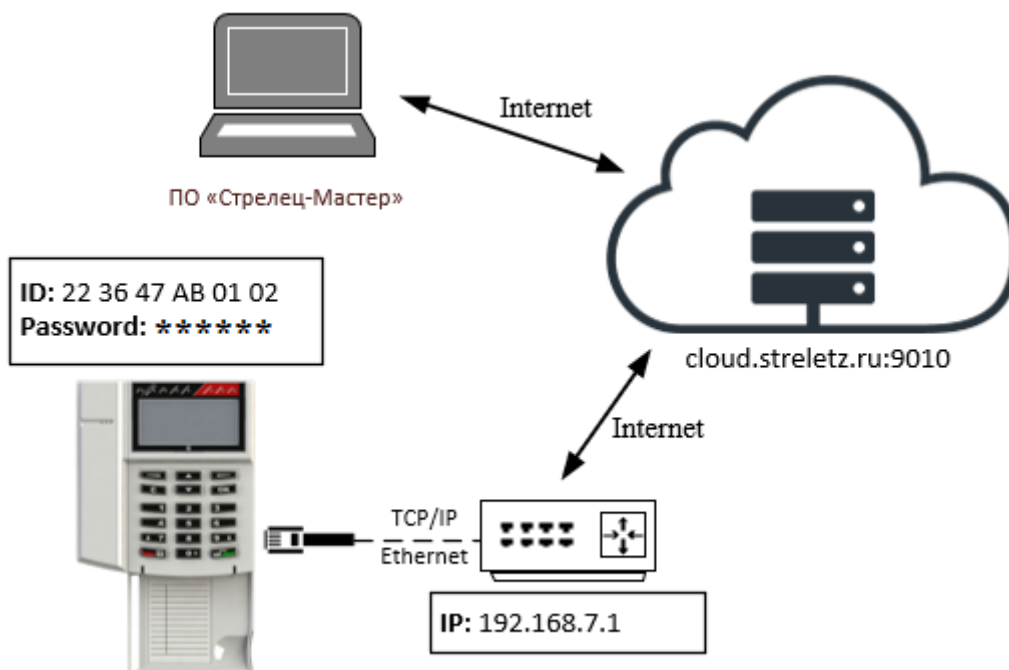 Internet
ПО «Стрелец-Мастер»
ID: 22 36 47 AB 01 02
Password: ******
cloud.streletz.ru:9010
Internet
TCP/IP
Ethernet
IP: 192.168.7.1